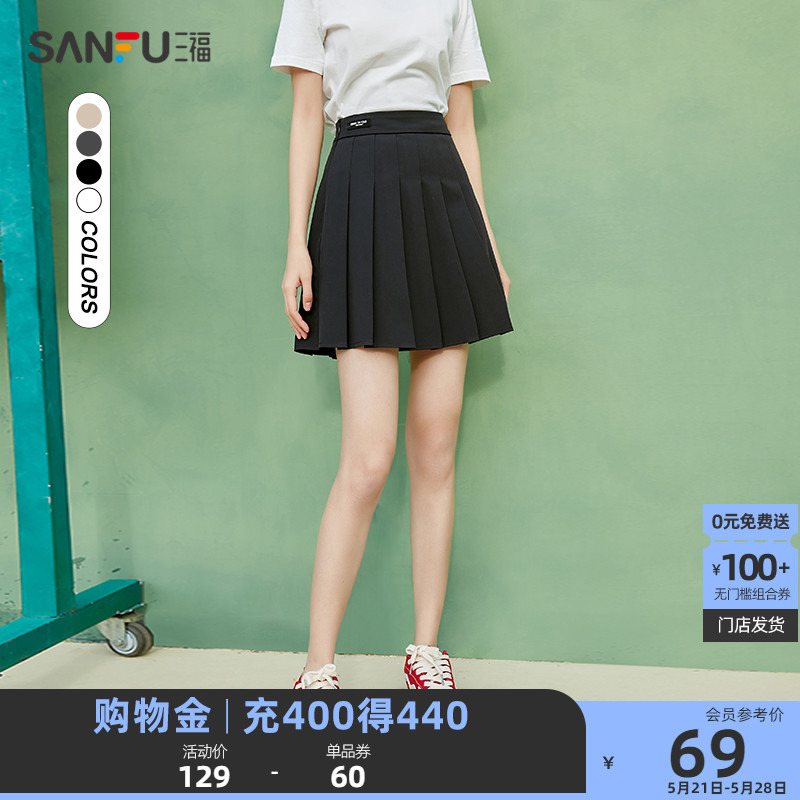 SANFU三福
COLORS
0元免费送
¥100+
无门槛组合券
门店发货
购物金|充400得440
活动价
129
-
单品券
60
会员参考价
¥69
5月21日-5月28日